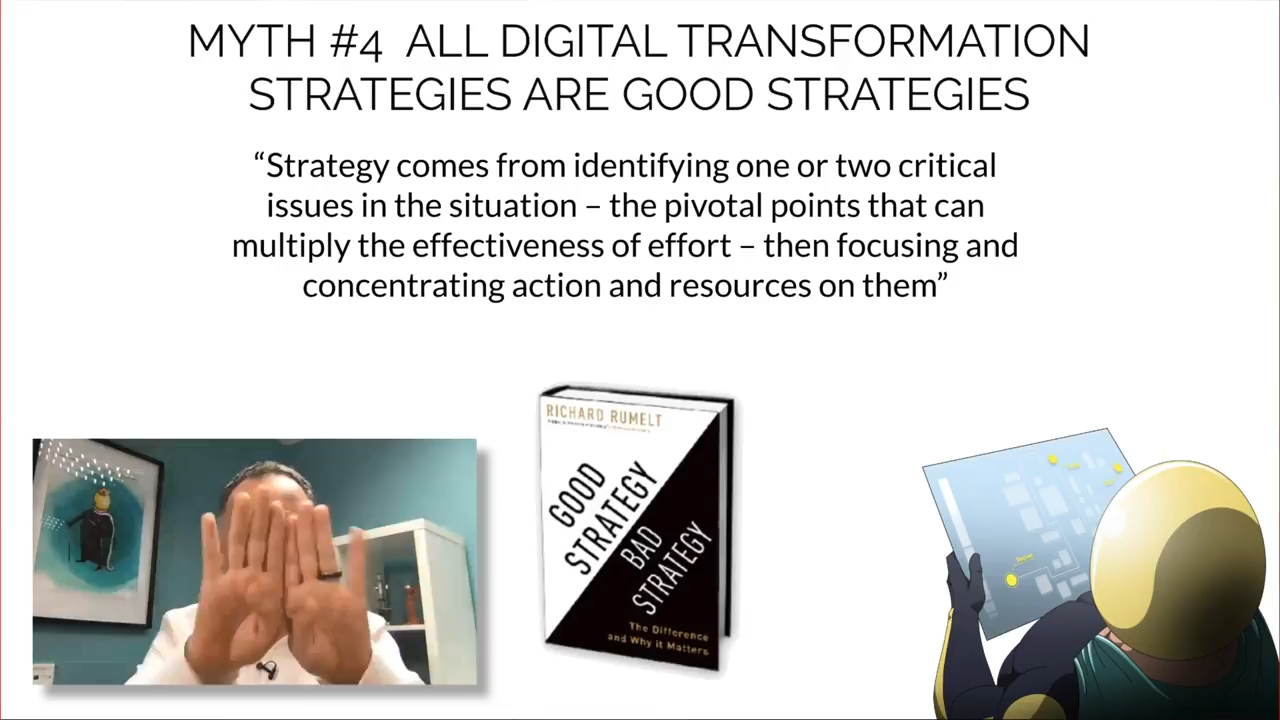 MYTH #4 ALL DIGITAL TRANSFORMATION
STRATEGIES ARE GOOD STRATEGIES
“Strategy comes from identifying one or two critical
issues in the situation – the pivotal points that can
multiply the effectiveness of effort – then focusing and
concentrating action and resources on them”
RICHARD RUMELT
GOOD
STRATEGY
BAD
STRATEGY
The Difference
and Why it Matters